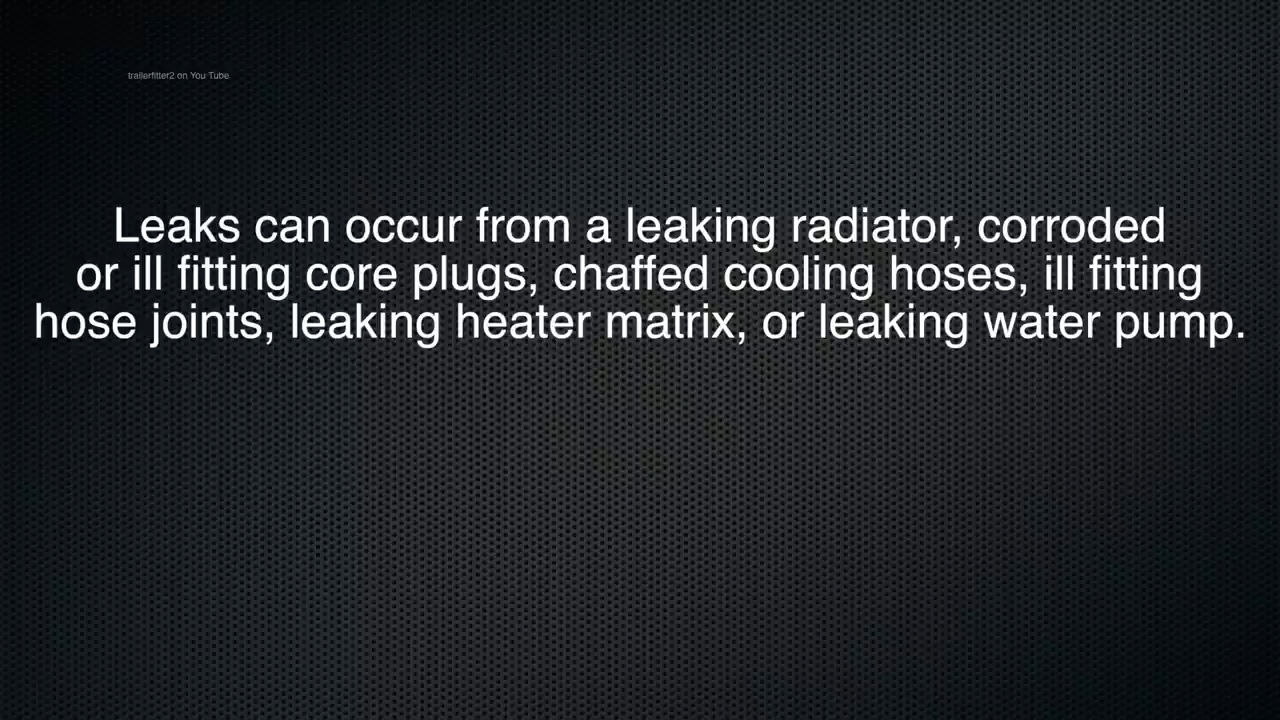 trailerfitter2 on You Tube
Leaks can occur from a leaking radiator, corroded
or ill fitting core plugs, chaffed cooling hoses, ill fitting
hose joints, leaking heater matrix, or leaking water pump.